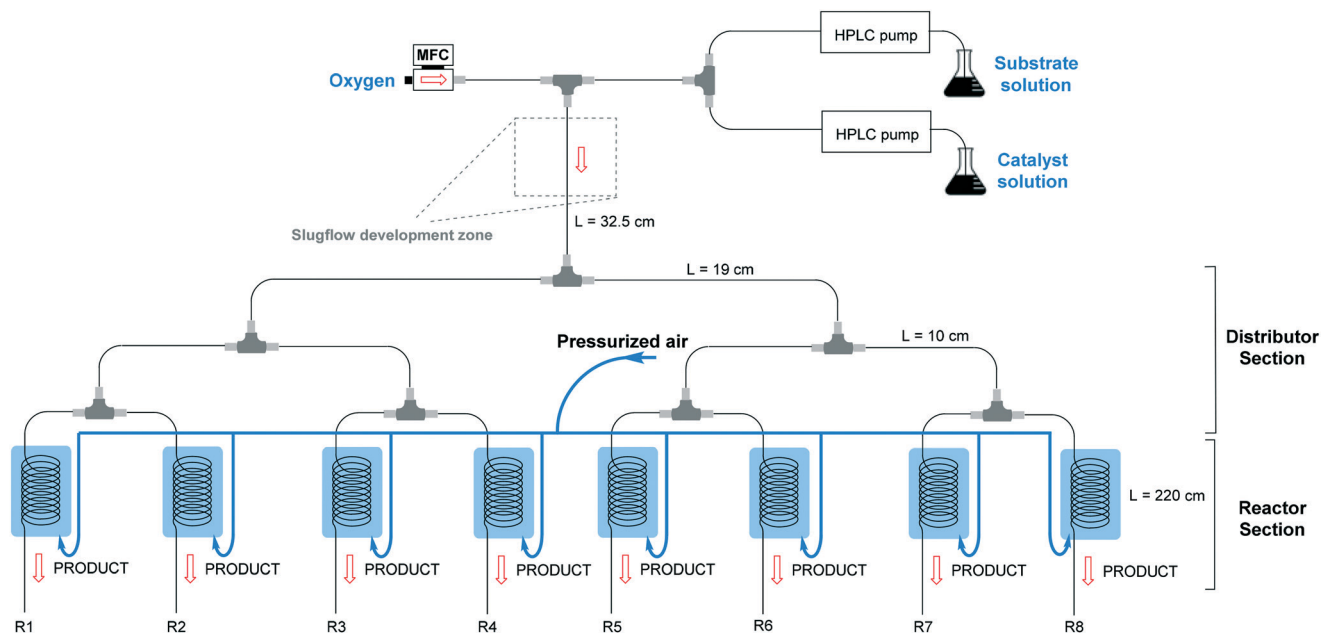 HPLC pump
MFC
Oxygen
Substrate
solution
HPLC pump
Catalyst
solution
L = 32.5 cm
Slugflow development zone
L = 19 cm
Pressurized air
L = 10 cm
Distributor
Section
L = 220 cm
Reactor
Section
PRODUCT
PRODUCT
PRODUCT
PRODUCT
PRODUCT
PRODUCT
PRODUCT
PRODUCT
R1
R2
R3
R4
R5
R6
R7
R8